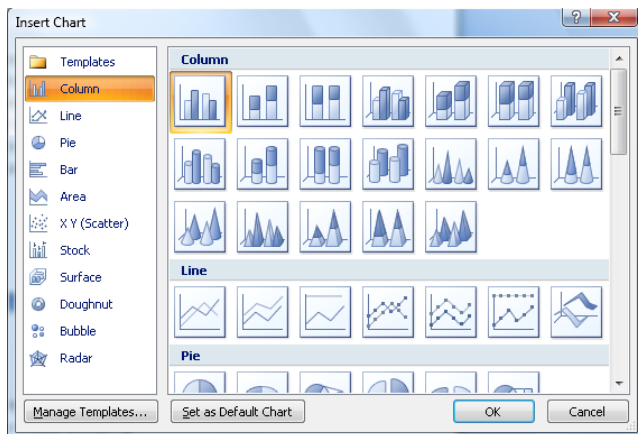 Insert Chart
Templates
Column
Line
Pie
Bar
Area
X Y (Scatter)
Stock
Surface
Doughnut
Bubble
Radar
Column
Line
Pie
Manage Templates...
Set as Default Chart
OK
Cancel